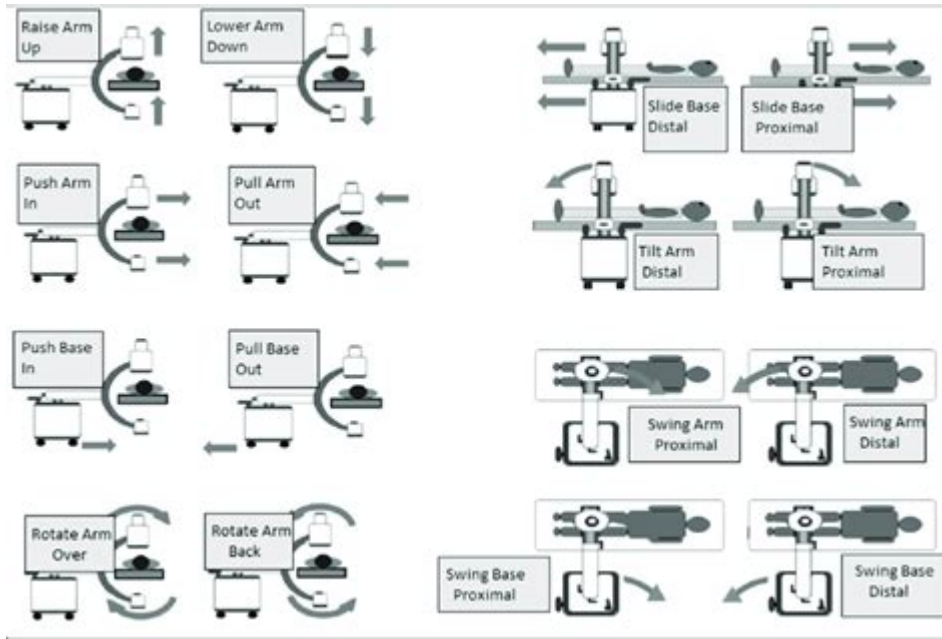 Raise Arm
Up
Lower Arm
Down
Slide Base
Distal
Slide Base
Proximal
Push Arm
In
Pull Arm
Out
Tilt Arm
Distal
Tilt Arm
Proximal
Push Base
In
Pull Base
Out
Swing Arm
Proximal
Swing Arm
Distal
Rotate Arm
Over
Rotate Arm
Back
Swing Base
Proximal
Swing Base
Distal